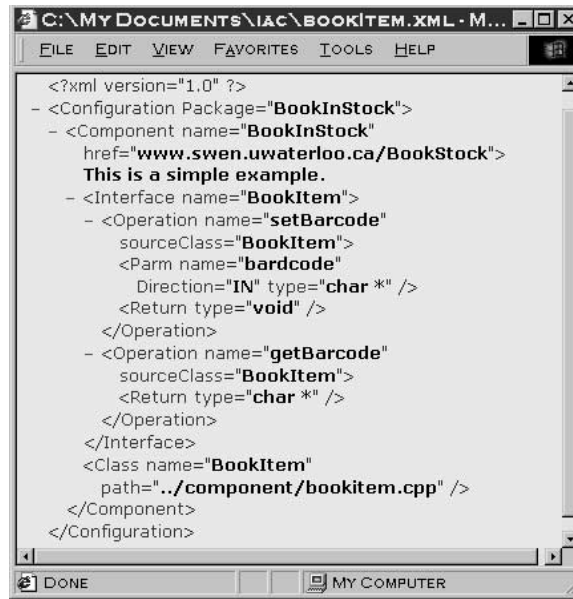 C:\My Documents\iac\bookItem.xml - M...
File Edit View Favorites Tools Help
<?xml version="1.0" ?>
- <Configuration Package="BookInStock">
- <Component name="BookInStock"
href="www.swen.uwaterloo.ca/BookStock">
This is a simple example.
- <Interface name="BookItem">
- <Operation name="setBarcode"
sourceClass="BookItem">
<Parm name="bardcode"
Direction="IN" type="char *" />
<Return type="void" />
</Operation>
- <Operation name="getBarcode"
sourceClass="BookItem">
<Return type="char *" />
</Operation>
</Interface>
<Class name="BookItem"
path="../component/bookitem.cpp" />
</Component>
</Configuration>
Done My Computer